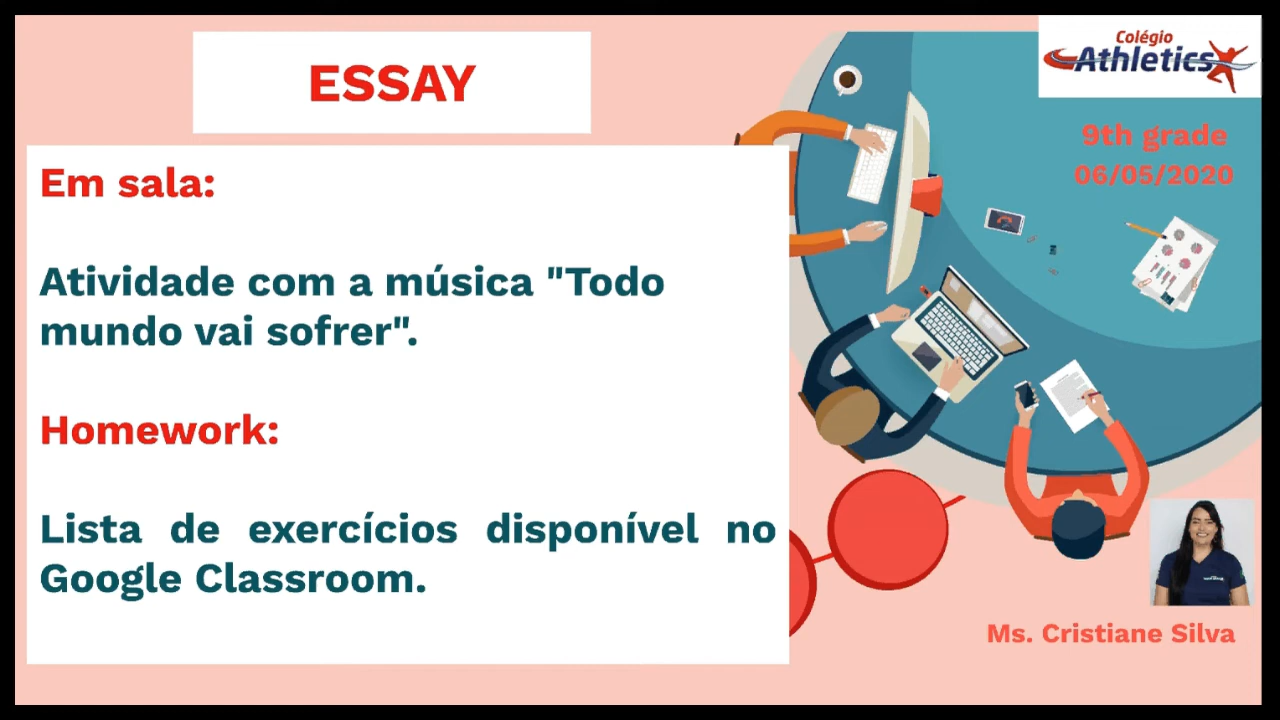 ESSAY
Colégio
Athletics
9th grade
06/05/2020
Em sala:
Atividade com a música "Todo
mundo vai sofrer".
Homework:
Lista de exercícios disponível no
Google Classroom.
Ms. Cristiane Silva